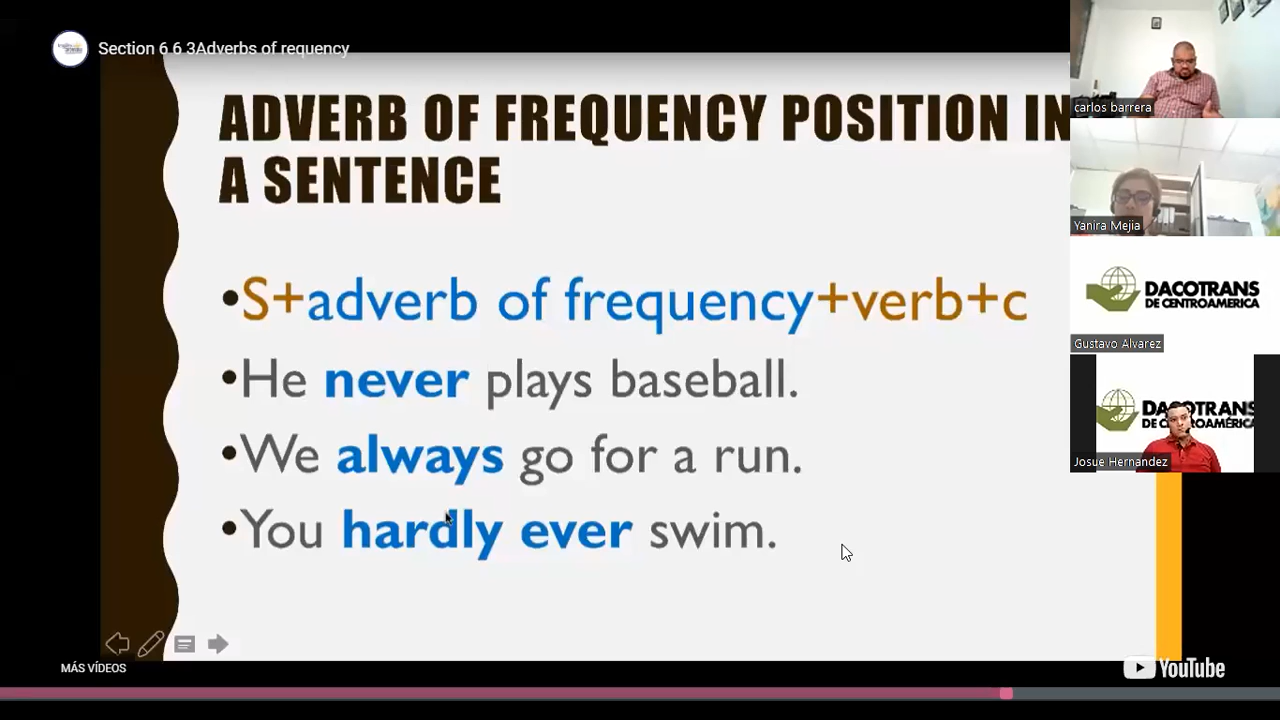 Section 6 6 3Adverbs of requency
ADVERB OF FREQUENCY POSITION IN
A SENTENCE
•S+adverb of frequency+verb+c
•He never plays baseball.
•We always go for a run.
•You hardly ever swim.
MÁS VÍDEOS
YouTube
carlos barrera
Yanira Mejia
DACOTRANS
DE CENTROAMERICA
Gustavo Alvarez
DACOTRANS
Josue Hernandez